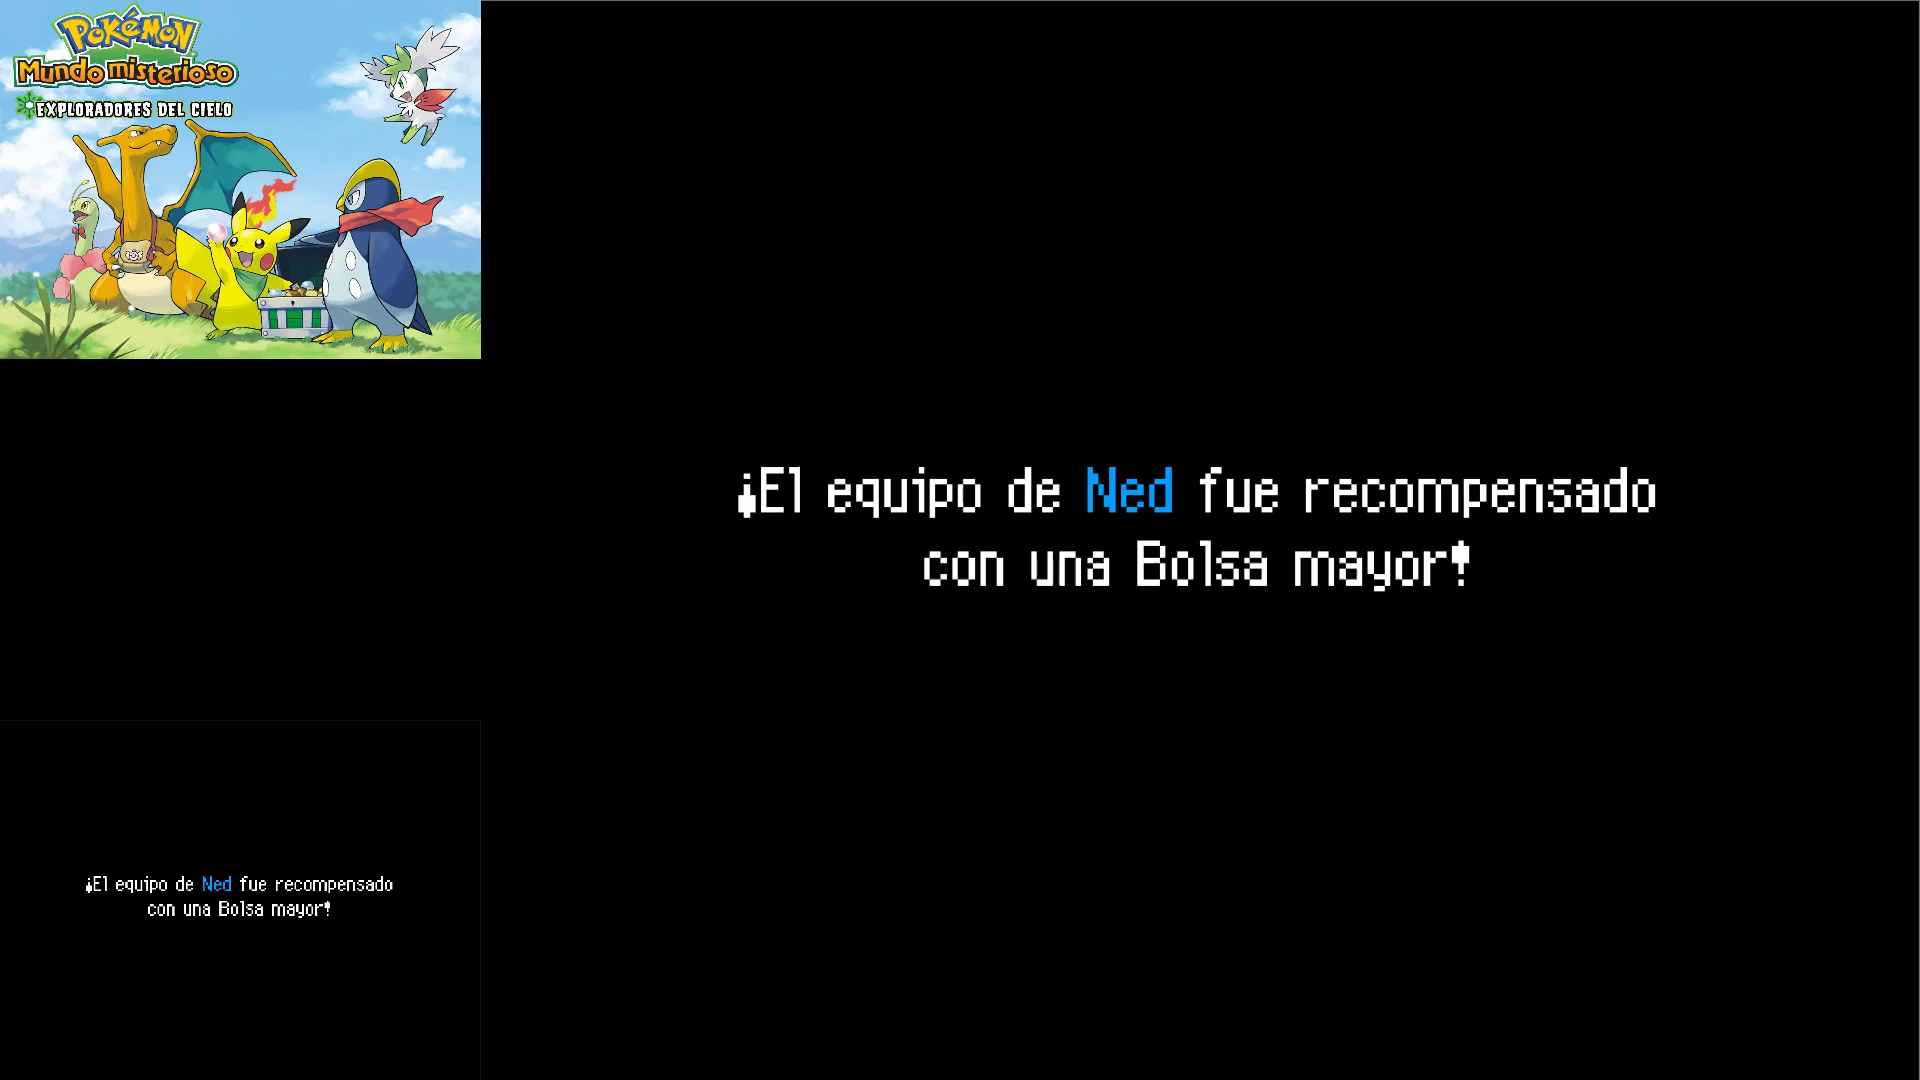 Pokémon
Mundo misterioso
EXPLORADORES DEL CIELO
¡El equipo de Ned fue recompensado
con una Bolsa mayor!
¡El equipo de Ned fue recompensado
con una Bolsa mayor!